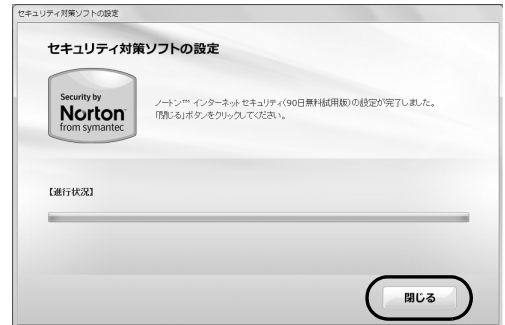 セキュリティ対策ソフトの設定
セキュリティ対策ソフトの設定
Security by
Norton
from symantec
ノートン™ インターネットセキュリティ(90日無料試用版)の設定が完了しました。
「閉じる」ボタンをクリックしてください。
【進行状況】
閉じる